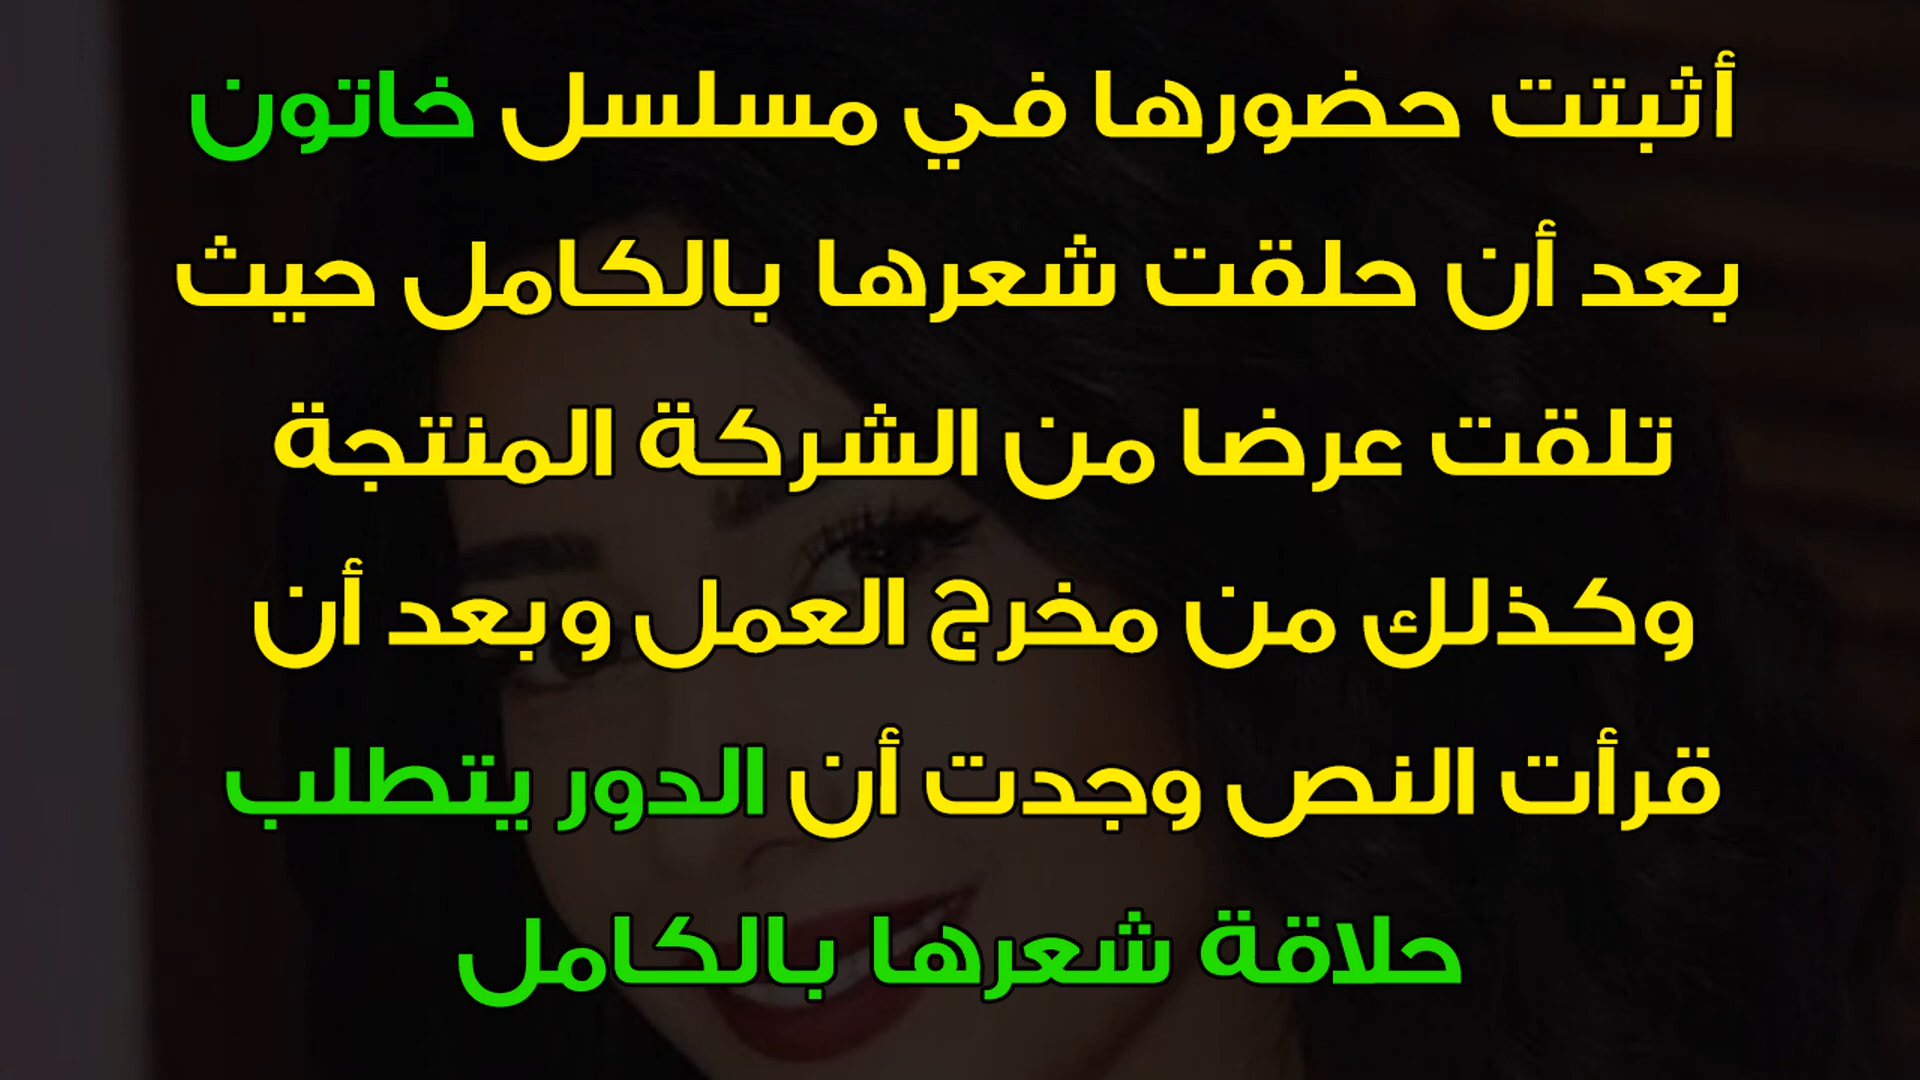 أثبتت حضورها في مسلسل خاتون
بعد أن حلقت شعرها بالكامل حيث
تلقت عرضا من الشركة المنتجة
وكذلك من مخرج العمل وبعد أن
قرأت النص وجدت أن الدور يتطلب
حلاقة شعرها بالكامل